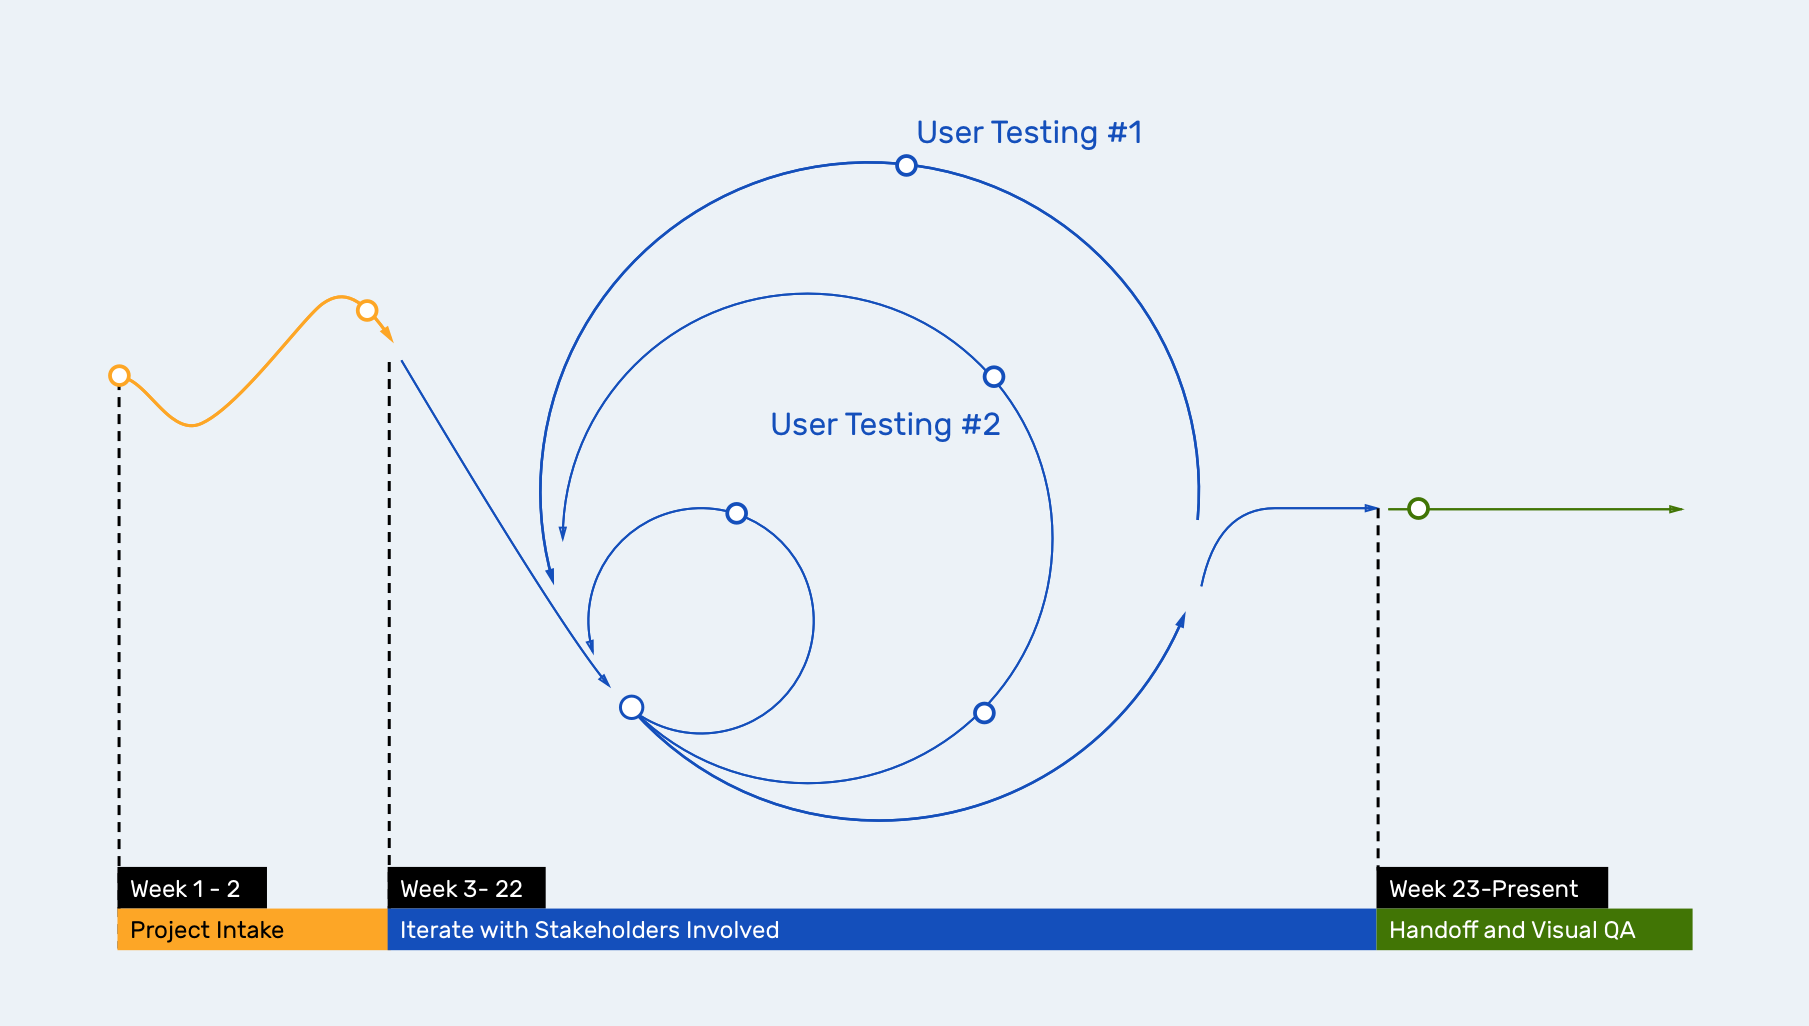 User Testing #1
User Testing #2
Week 1 - 2
Week 3- 22
Week 23-Present
Project Intake
Iterate with Stakeholders Involved
Handoff and Visual QA